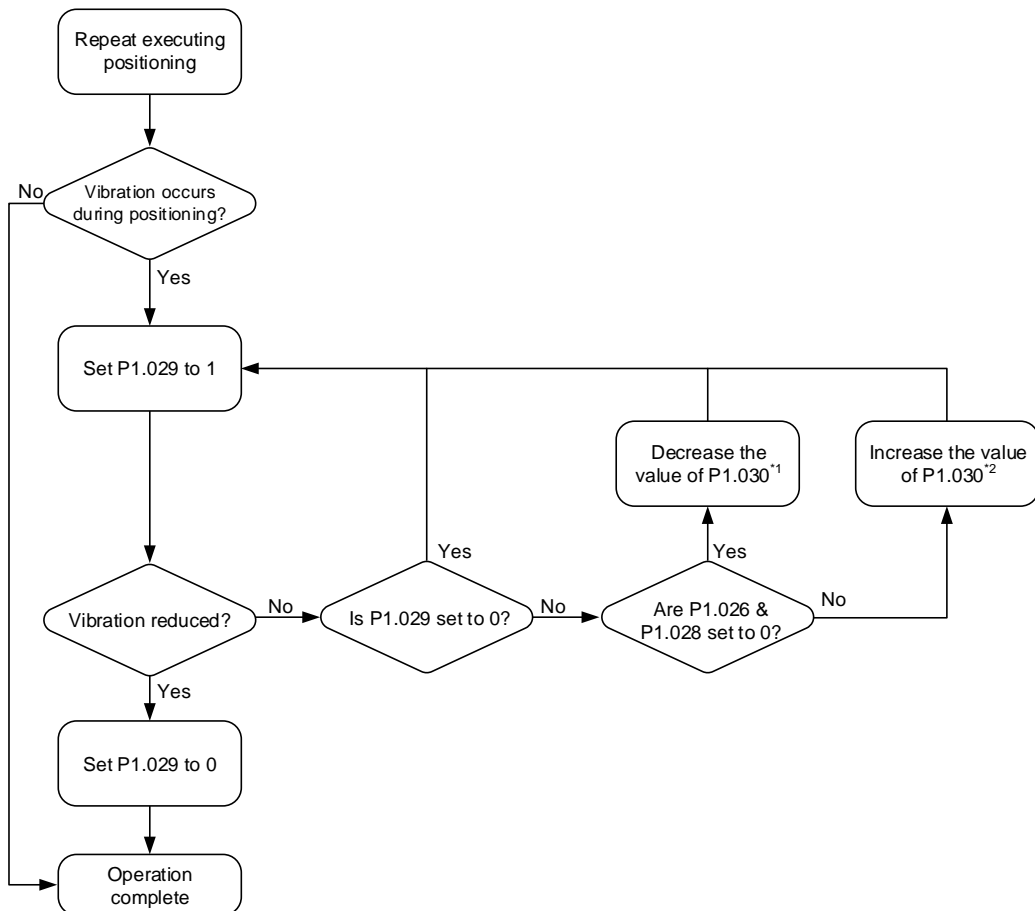 Repeat executing
positioning
No
Vibration occurs
during positioning?
Yes
Set P1.029 to 1
Decrease the
value of P1.030*1
Increase the value
of P1.030*2
Yes
Yes
Vibration reduced?
No
Is P1.029 set to 0?
No
Are P1.026 &
P1.028 set to 0?
No
Yes
Set P1.029 to 0
Operation
complete